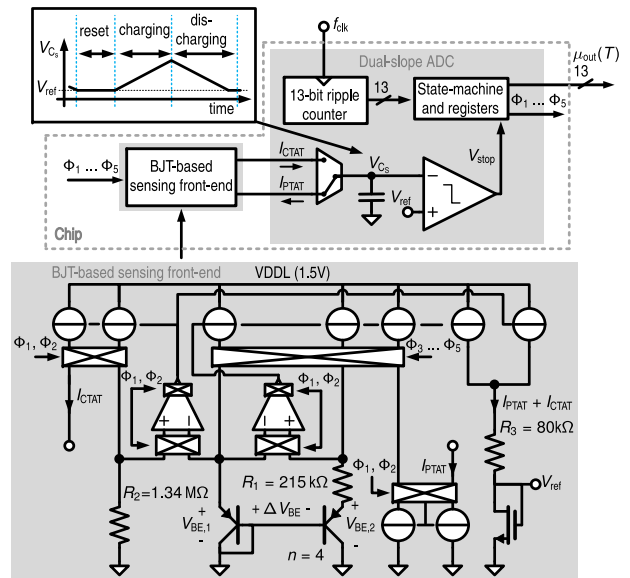 reset charging dis-
charging
V_Cs
V_ref
time
f_clk
Dual-slope ADC
13-bit ripple
counter
13
State-machine
and registers
μ_out(T)
13
Φ1 ... Φ5
Φ1 ... Φ5
BJT-based
sensing front-end
I_CTAT
I_PTAT
V_Cs
V_ref
V_stop
Chip
BJT-based sensing front-end VDDL (1.5V)
Φ1, Φ2
Φ3 ... Φ5
Φ1, Φ2
Φ1, Φ2
I_CTAT
I_PTAT + I_CTAT
R3 = 80kΩ
Φ1, Φ2
I_PTAT
V_ref
R2=1.34 MΩ
R1 = 215 kΩ
+ ΔV_BE -
+
V_BE,1
-
+
V_BE,2
-
n = 4